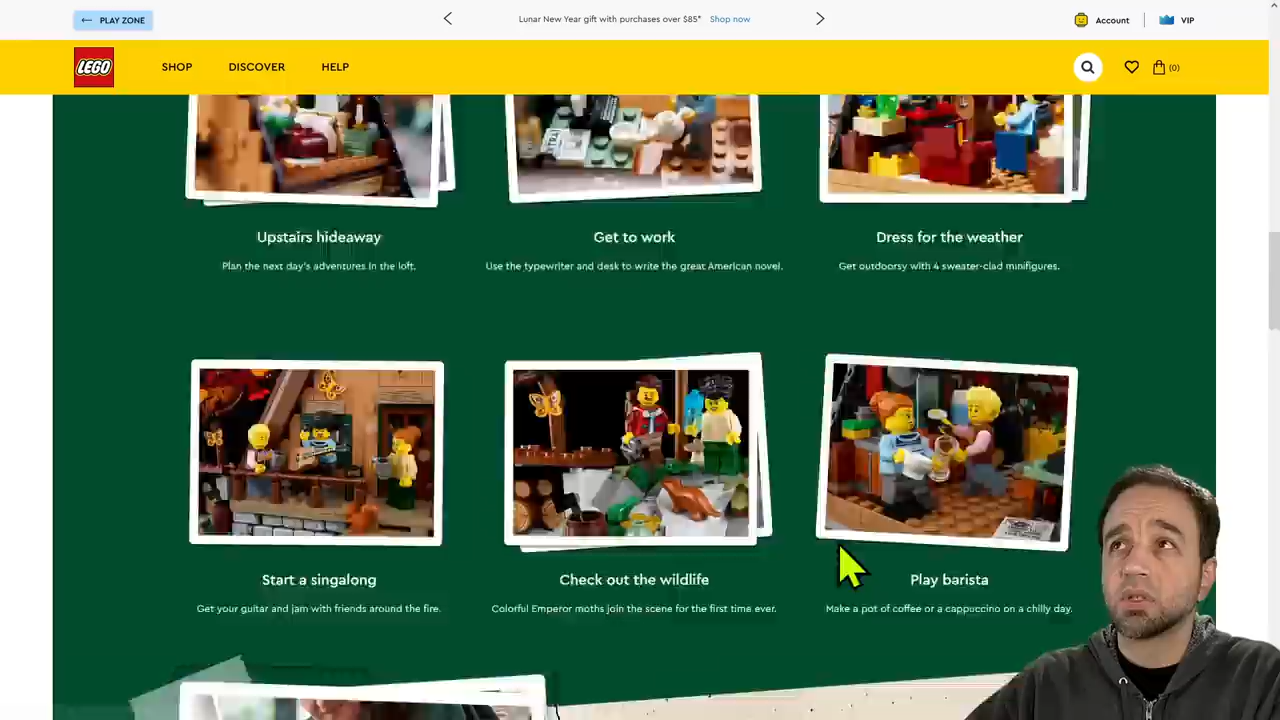 PLAY ZONE
Lunar New Year gift with purchases over $85* Shop now
Account
VIP
LEGO
SHOP
DISCOVER
HELP
(0)
Upstairs hideaway
Plan the next day's adventures in the loft.
Get to work
Use the typewriter and desk to write the great American novel.
Dress for the weather
Get outdoorsy with 4 sweater-clad minifigures.
Start a singalong
Get your guitar and jam with friends around the fire.
Check out the wildlife
Colorful Emperor moths join the scene for the first time ever.
Play barista
Make a pot of coffee or a cappuccino on a chilly day.